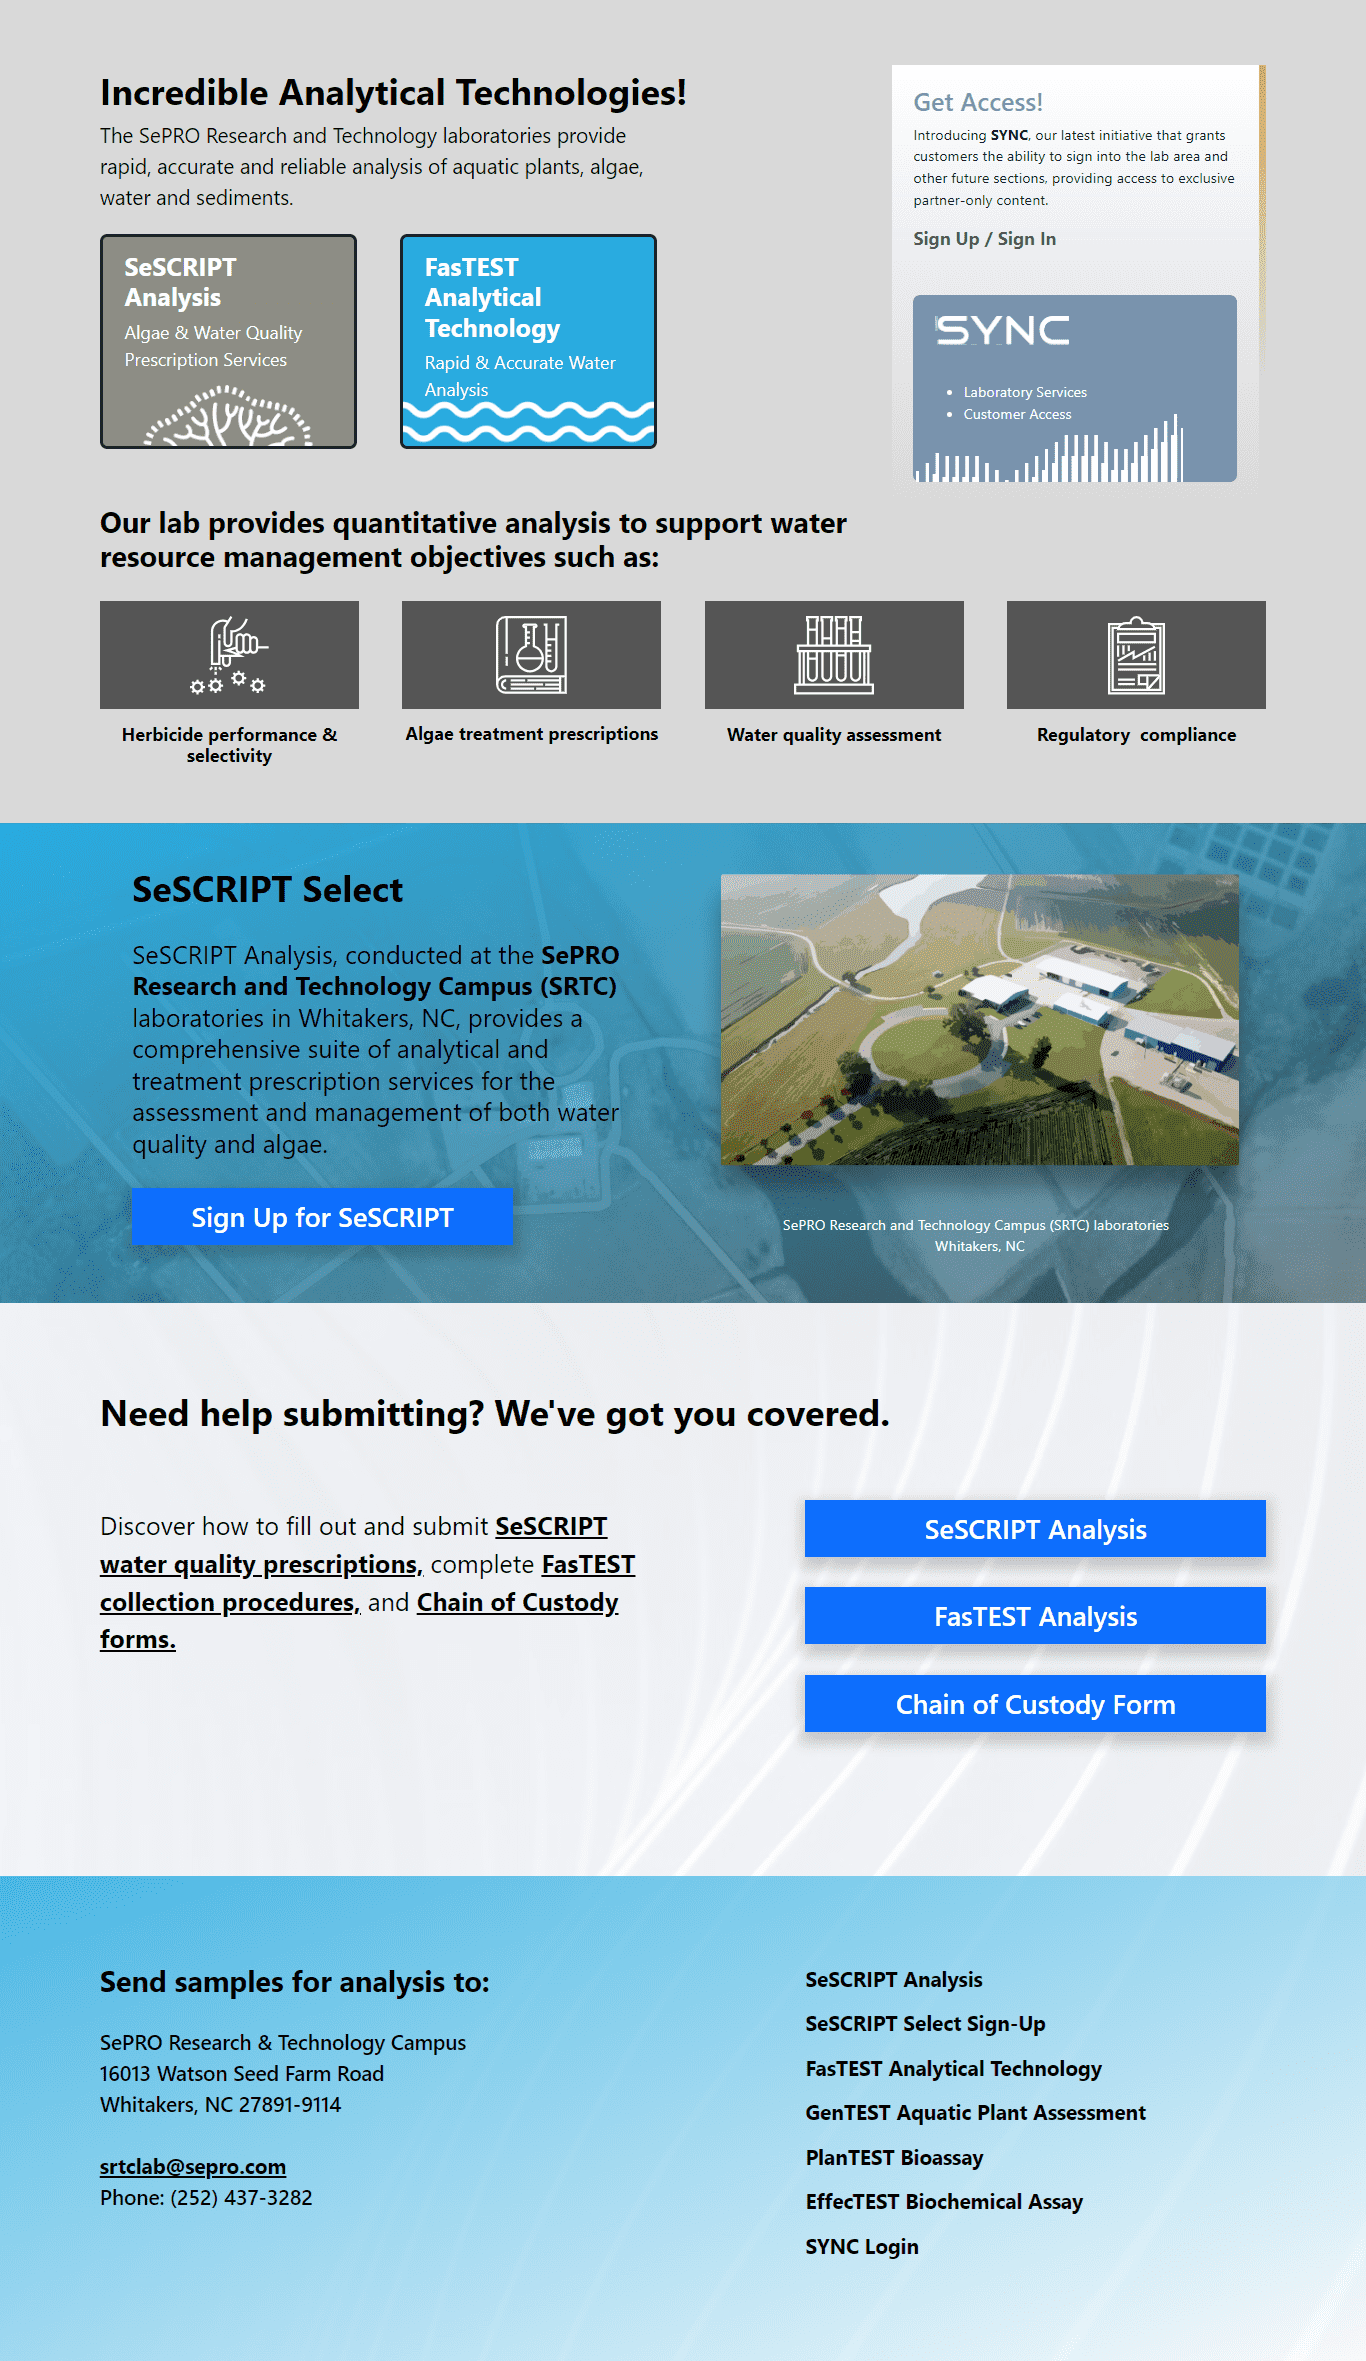 Incredible Analytical Technologies!
The SePRO Research and Technology laboratories provide
rapid, accurate and reliable analysis of aquatic plants, algae,
water and sediments.
SeSCRIPT
Analysis
Algae & Water Quality
Prescription Services
FasTEST
Analytical
Technology
Rapid & Accurate Water
Analysis
Get Access!
Introducing SYNC, our latest initiative that grants
customers the ability to sign into the lab area and
other future sections, providing access to exclusive
partner-only content.
Sign Up / Sign In
SYNC
• Laboratory Services
• Customer Access
Our lab provides quantitative analysis to support water
resource management objectives such as:
Herbicide performance &
selectivity
Algae treatment prescriptions
Water quality assessment
Regulatory  compliance
SeSCRIPT Select
SeSCRIPT Analysis, conducted at the SePRO
Research and Technology Campus (SRTC)
laboratories in Whitakers, NC, provides a
comprehensive suite of analytical and
treatment prescription services for the
assessment and management of both water
quality and algae.
Sign Up for SeSCRIPT
SePRO Research and Technology Campus (SRTC) laboratories
Whitakers, NC
Need help submitting? We've got you covered.
Discover how to fill out and submit SeSCRIPT
water quality prescriptions, complete FasTEST
collection procedures, and Chain of Custody
forms.
SeSCRIPT Analysis
FasTEST Analysis
Chain of Custody Form
Send samples for analysis to:
SePRO Research & Technology Campus
16013 Watson Seed Farm Road
Whitakers, NC 27891-9114
srtclab@sepro.com
Phone: (252) 437-3282
SeSCRIPT Analysis
SeSCRIPT Select Sign-Up
FasTEST Analytical Technology
GenTEST Aquatic Plant Assessment
PlanTEST Bioassay
EffecTEST Biochemical Assay
SYNC Login